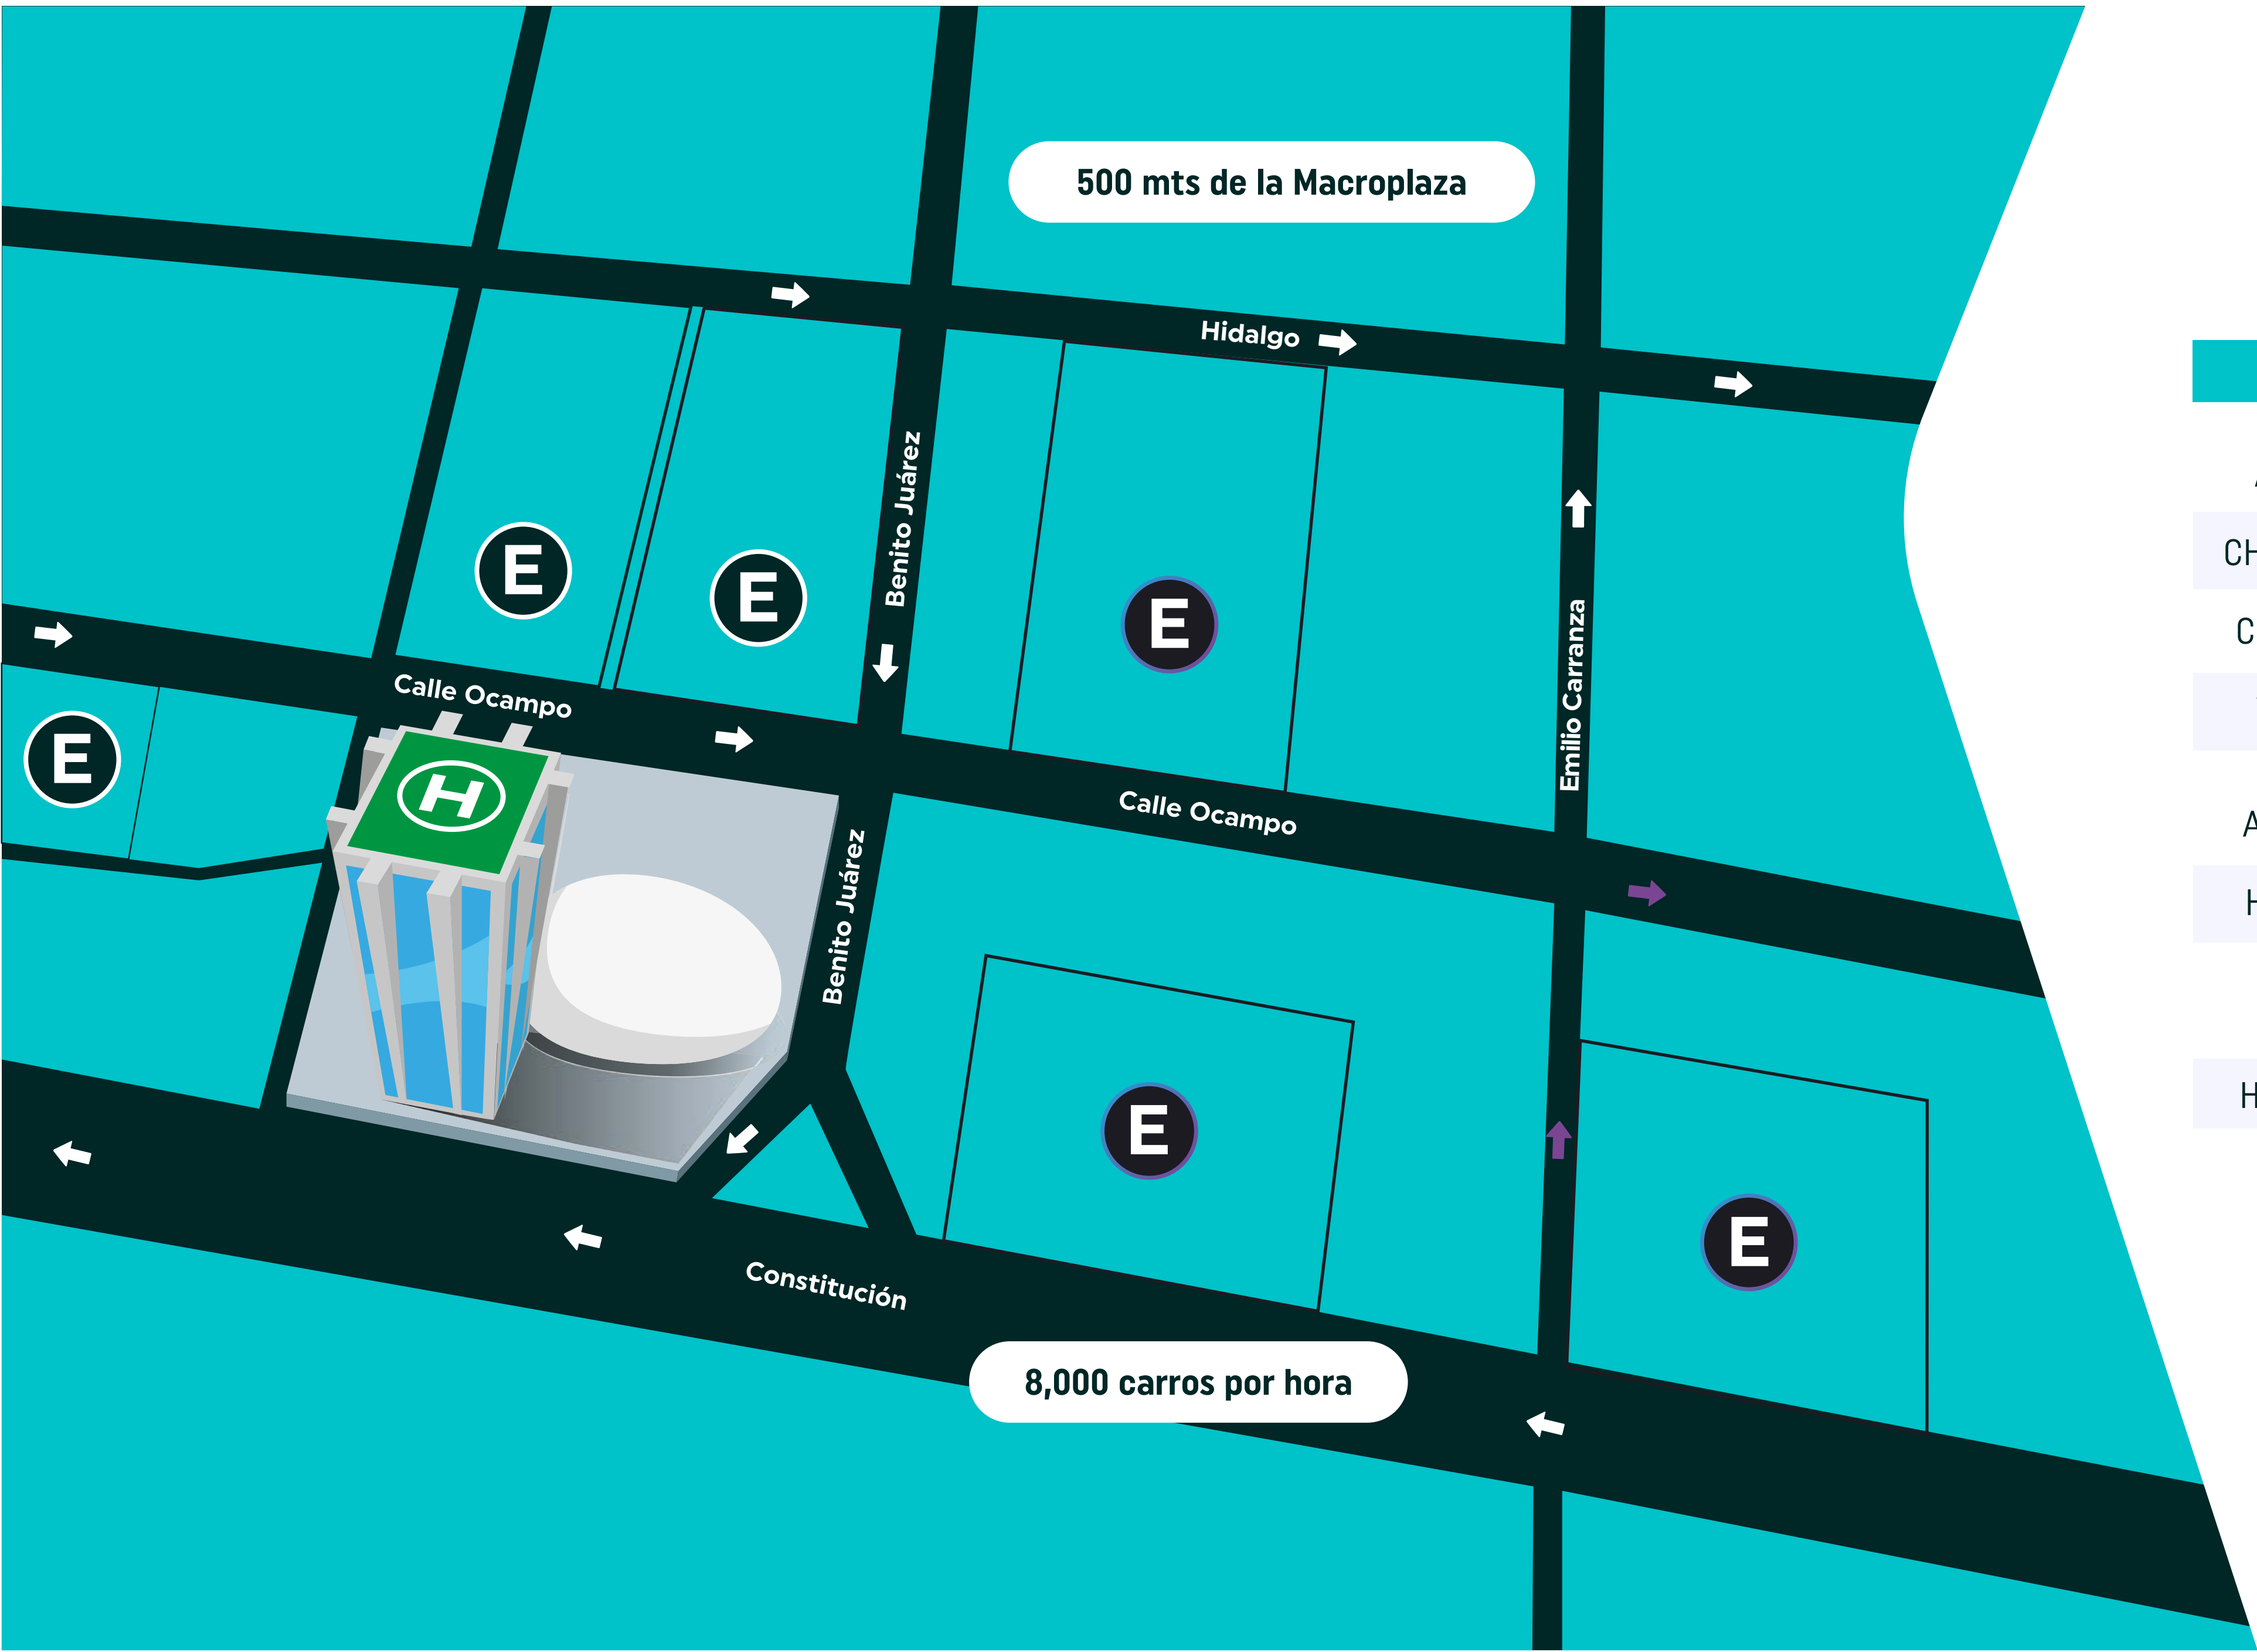 500 mts de la Macroplaza
Hidalgo
Benito Juárez
E
E
E
Emilio Carranza
Calle Ocampo
E
H
Calle Ocampo
Benito Juárez
E
E
Constitución
8,000 carros por hora